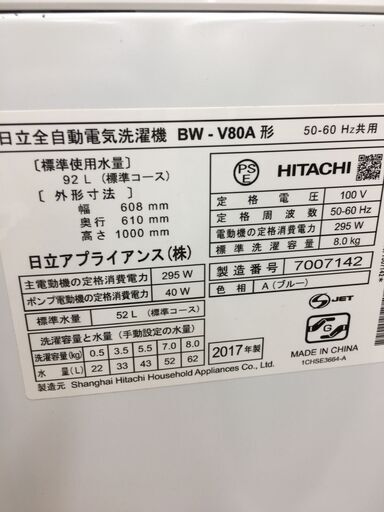 日立全自動電気洗濯機 BW - V80A 形 50-60 Hz共用
〔標準使用水量〕
92 L (標準コース)
〔外形寸法〕
幅 608 mm
奥行 610 mm
高さ 1000 mm
日立アプライアンス(株)
主電動機の定格消費電力 295 W
ポンプ電動機の定格消費電力 40 W
標準水量 52 L (標準コース)
洗濯容量と水量 (手動設定の水量)
洗濯容量(kg) 0.5 3.5 5.5 7.0 8.0
水量(L) 22 33 43 52 62
PS
E
HITACHI
定格電圧 100 V
定格周波数 50-60 Hz
電動機の定格消費電力 295 W
標準洗濯容量 8.0kg
製造番号 7007142
色相 A (ブルー)
S-JET
G
2017年製
MADE IN CHINA
1CHSE3664-A
製造元 Shanghai Hitachi Household Appliances Co., Ltd.